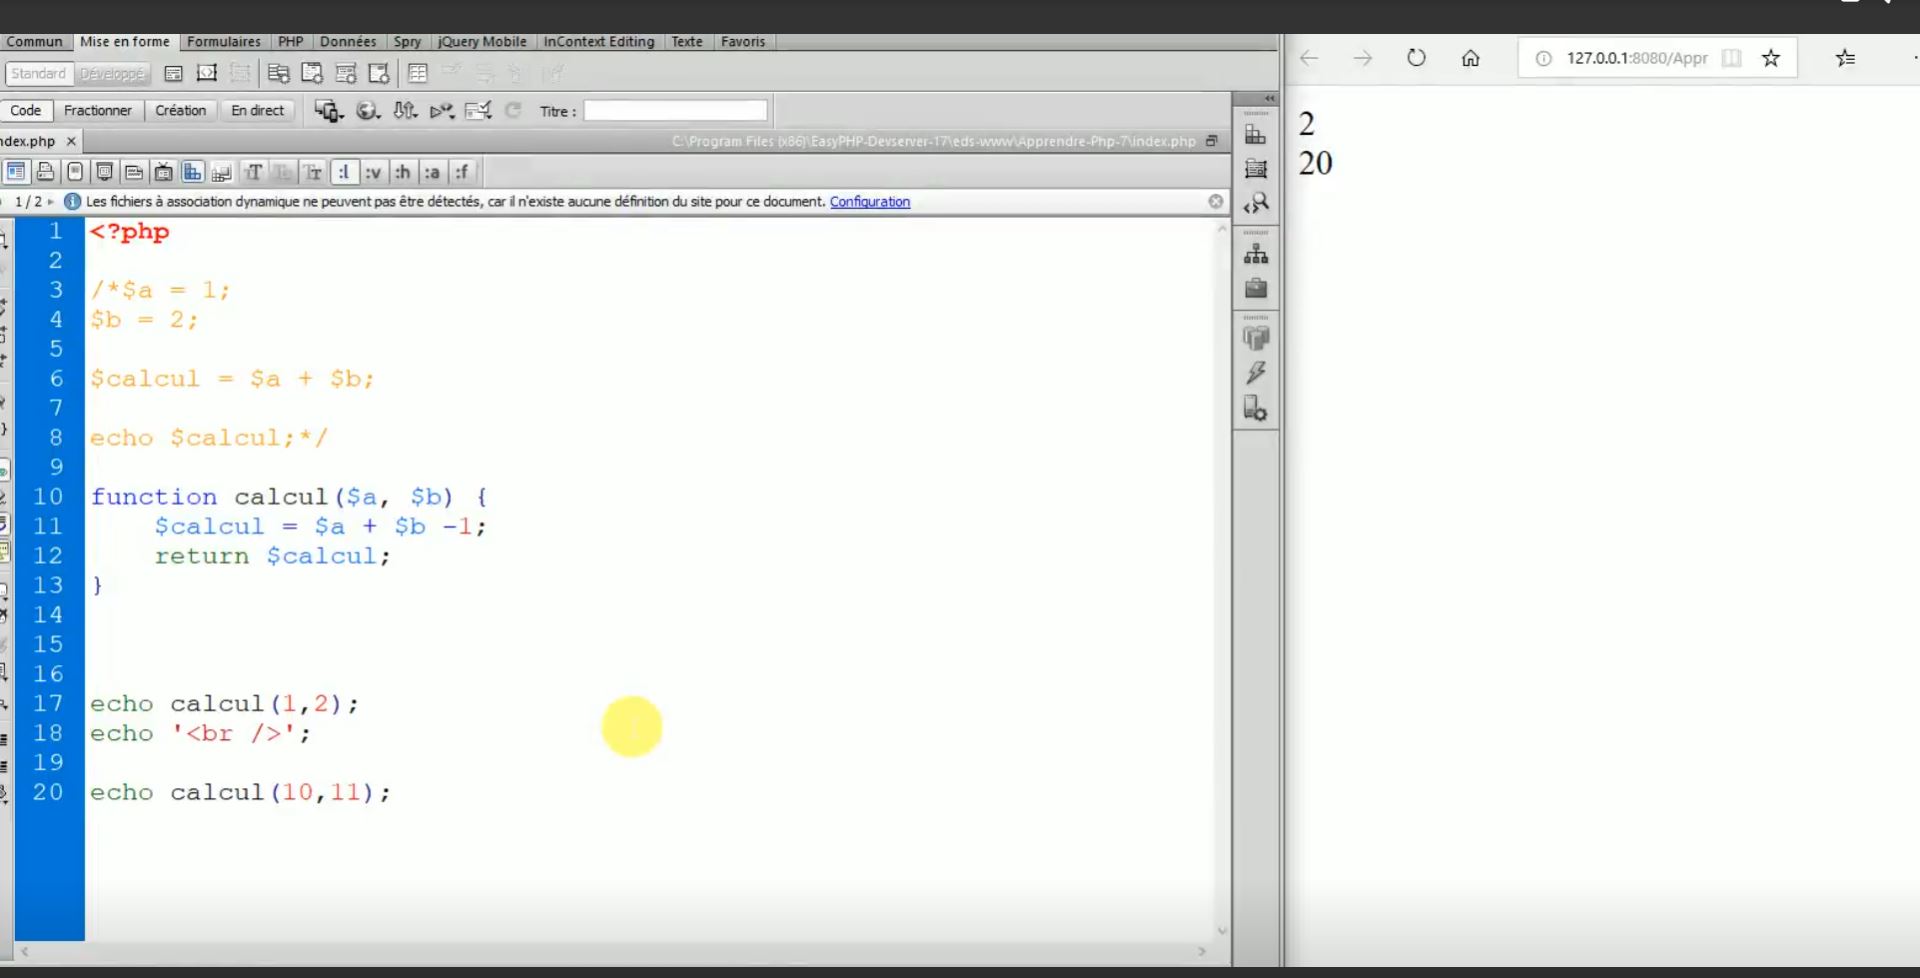 Commun Mise en forme Formulaires PHP Données Spry jQuery Mobile InContext Editing Texte Favoris
Standard Développé
Code Fractionner Création En direct Titre :
ndex.php × C:\Program Files (x86)\EasyPHP-Devserver-17\eds-www\Apprendre-Php-7\index.php
:l :v :h :a :f
1 / 2 Les fichiers à association dynamique ne peuvent pas être détectés, car il n'existe aucune définition du site pour ce document. Configuration
1 <?php
2
3 /*$a = 1;
4 $b = 2;
5
6 $calcul = $a + $b;
7
8 echo $calcul;*/
9
10 function calcul($a, $b) {
11 $calcul = $a + $b -1;
12 return $calcul;
13 }
14
15
16
17 echo calcul(1,2);
18 echo '<br />';
19
20 echo calcul(10,11);
127.0.0.1:8080/Appr
2
20